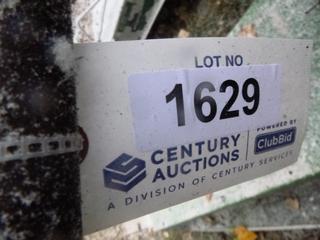 LOT NO
1629
CENTURY
AUCTIONS
POWERED BY
ClubBid
A DIVISION OF CENTURY SERVICES